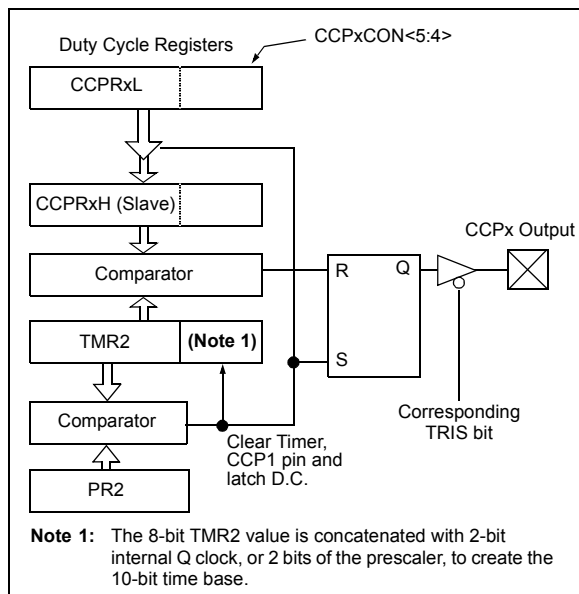 Duty Cycle Registers
CCPxCON<5:4>
CCPRxL
CCPRxH (Slave)
CCPx Output
Comparator
R
Q
TMR2
(Note 1)
S
Comparator
Clear Timer,
CCP1 pin and
latch D.C.
Corresponding
TRIS bit
PR2
Note 1: The 8-bit TMR2 value is concatenated with 2-bit
internal Q clock, or 2 bits of the prescaler, to create the
10-bit time base.